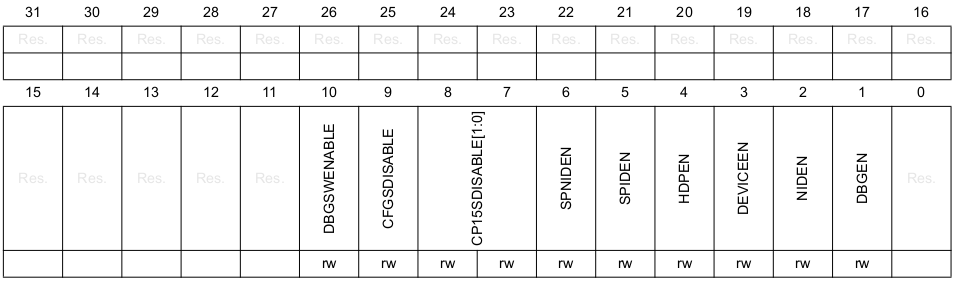 31 30 29 28 27 26 25 24 23 22 21 20 19 18 17 16
Res. Res. Res. Res. Res. Res. Res. Res. Res. Res. Res. Res. Res. Res. Res. Res.
15 14 13 12 11 10 9 8 7 6 5 4 3 2 1 0
Res. Res. Res. Res. Res. DBGSWENABLE CFGSDISABLE CP15SDISABLE[1:0] SPNIDEN SPIDEN HDPEN DEVICEEN NIDEN DBGEN Res.
rw rw rw rw rw rw rw rw rw rw